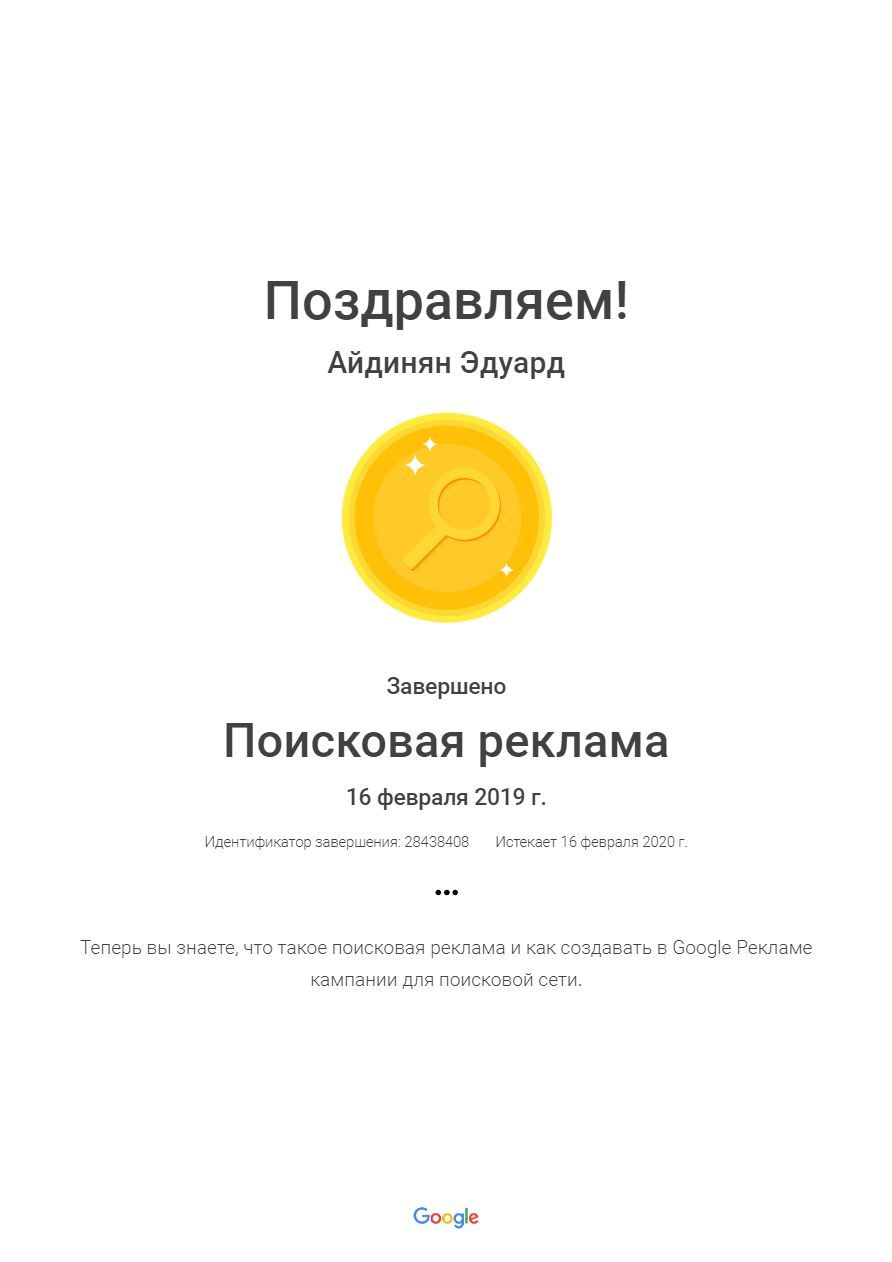 Поздравляем!
Айдинян Эдуард
Завершено
Поисковая реклама
16 февраля 2019 г.
Идентификатор завершения: 28438408 Истекает 16 февраля 2020 г.
Теперь вы знаете, что такое поисковая реклама и как создавать в Google Рекламе
кампании для поисковой сети.
Google